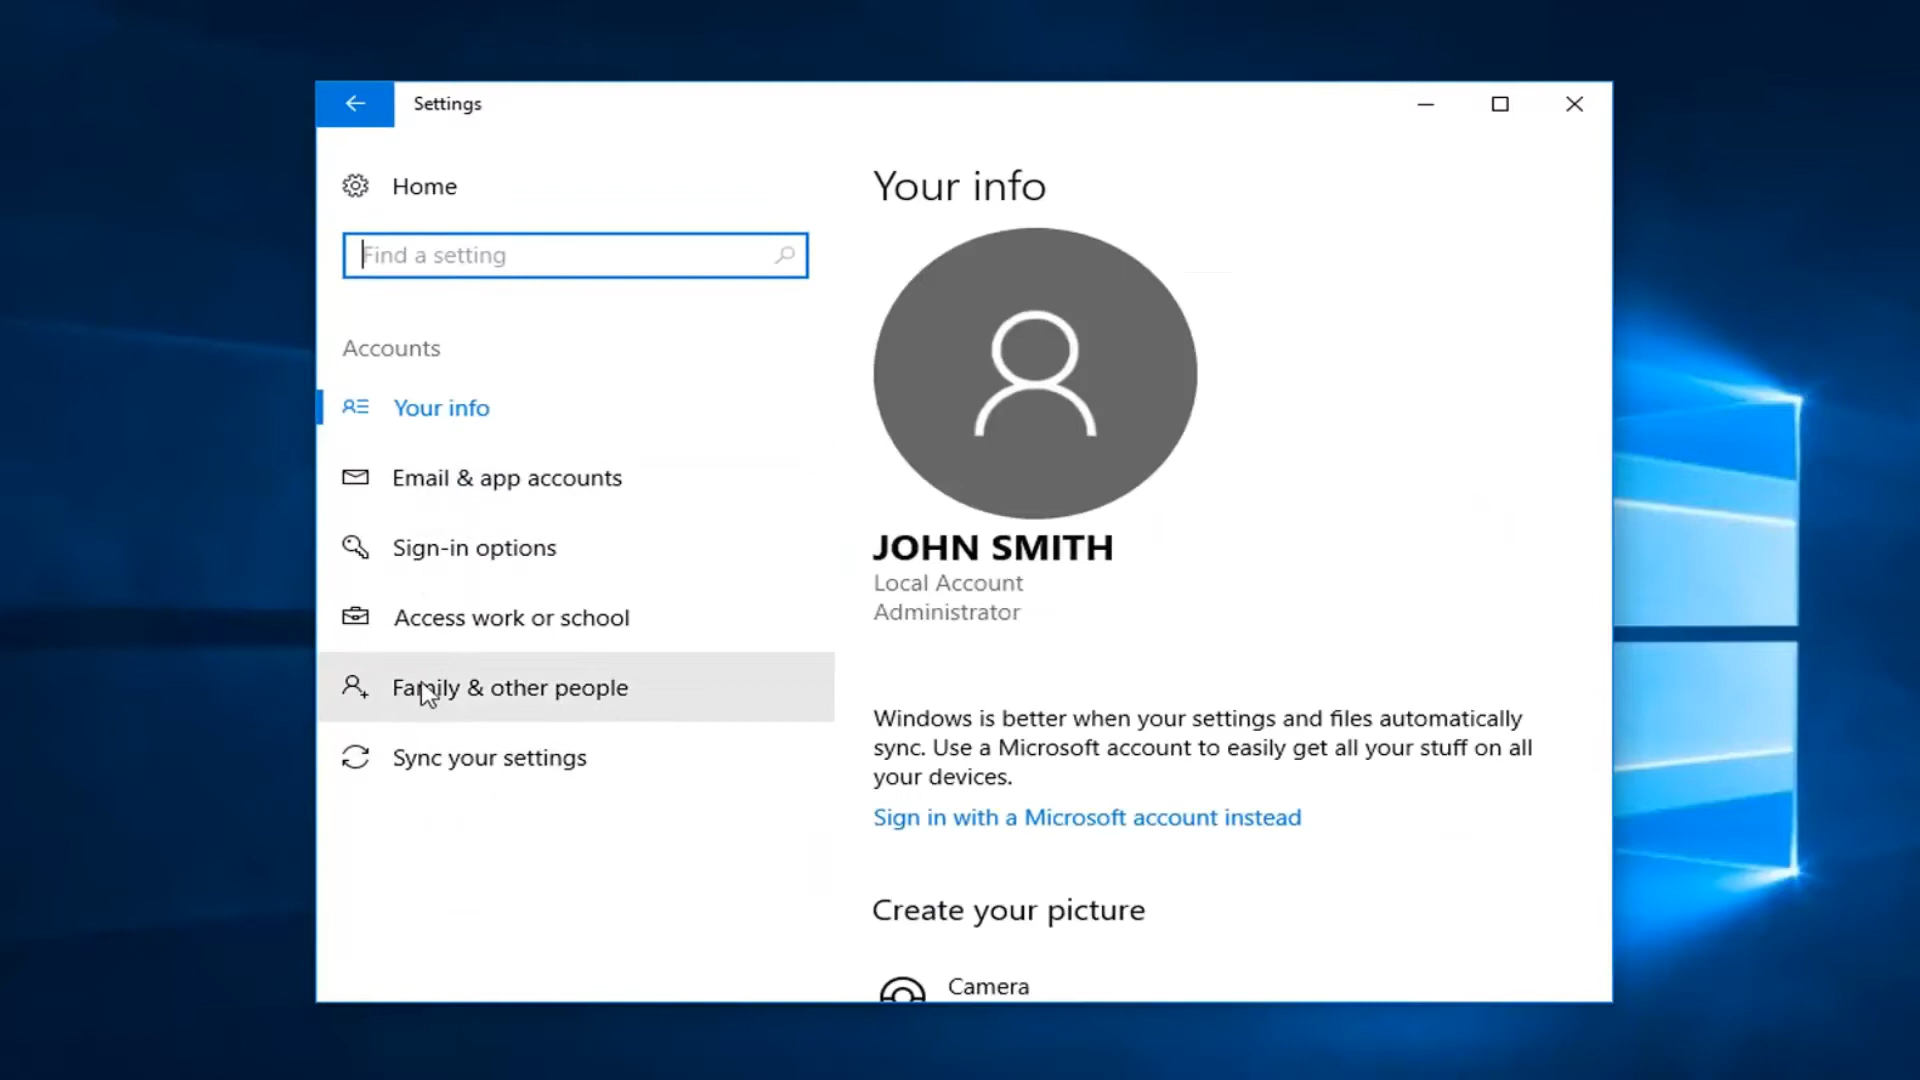 Settings
Home
Find a setting
Accounts
Your info
Email & app accounts
Sign-in options
Access work or school
Family & other people
Sync your settings
Your info
JOHN SMITH
Local Account
Administrator
Windows is better when your settings and files automatically
sync. Use a Microsoft account to easily get all your stuff on all
your devices.
Sign in with a Microsoft account instead
Create your picture
Camera